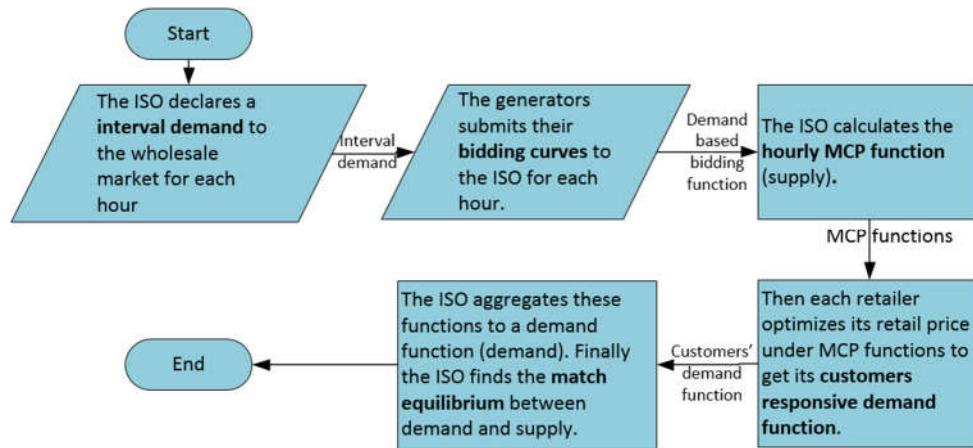 Start
The ISO declares a
interval demand to
the wholesale
market for each
hour
Interval
demand
The generators
submits their
bidding curves to
the ISO for each
hour.
Demand
based
bidding
function
The ISO calculates the
hourly MCP function
(supply).
MCP functions
Then each retailer
optimizes its retail price
under MCP functions to
get its customers
responsive demand
function.
Customers'
demand
function
The ISO aggregates these
functions to a demand
function (demand). Finally
the ISO finds the match
equilibrium between
demand and supply.
End